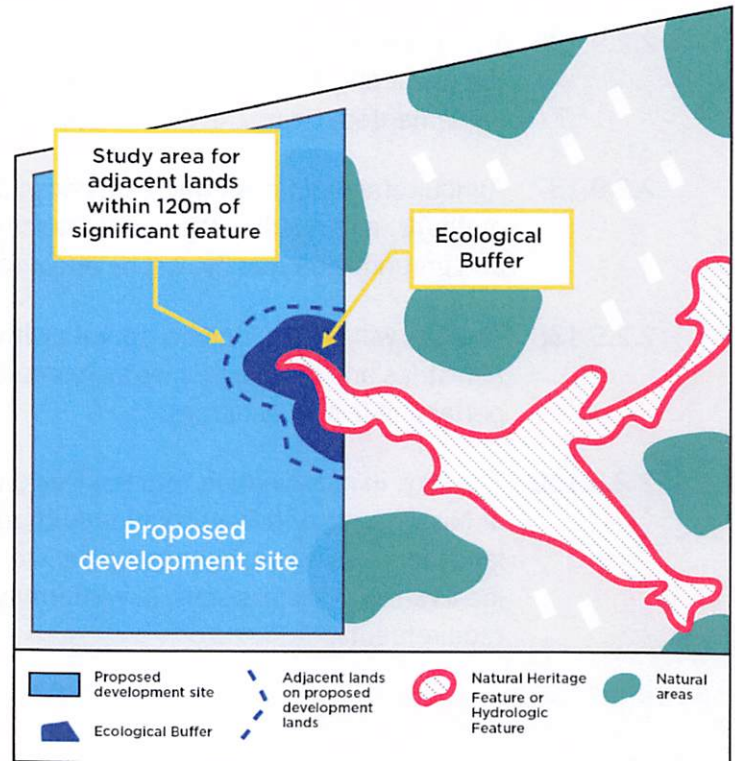 Study area for
adjacent lands
within 120m of
significant feature
Ecological
Buffer
Proposed
development site
Proposed
development site
Ecological Buffer
Adjacent lands
on proposed
development
lands
Natural Heritage
Feature or
Hydrologic
Feature
Natural
areas